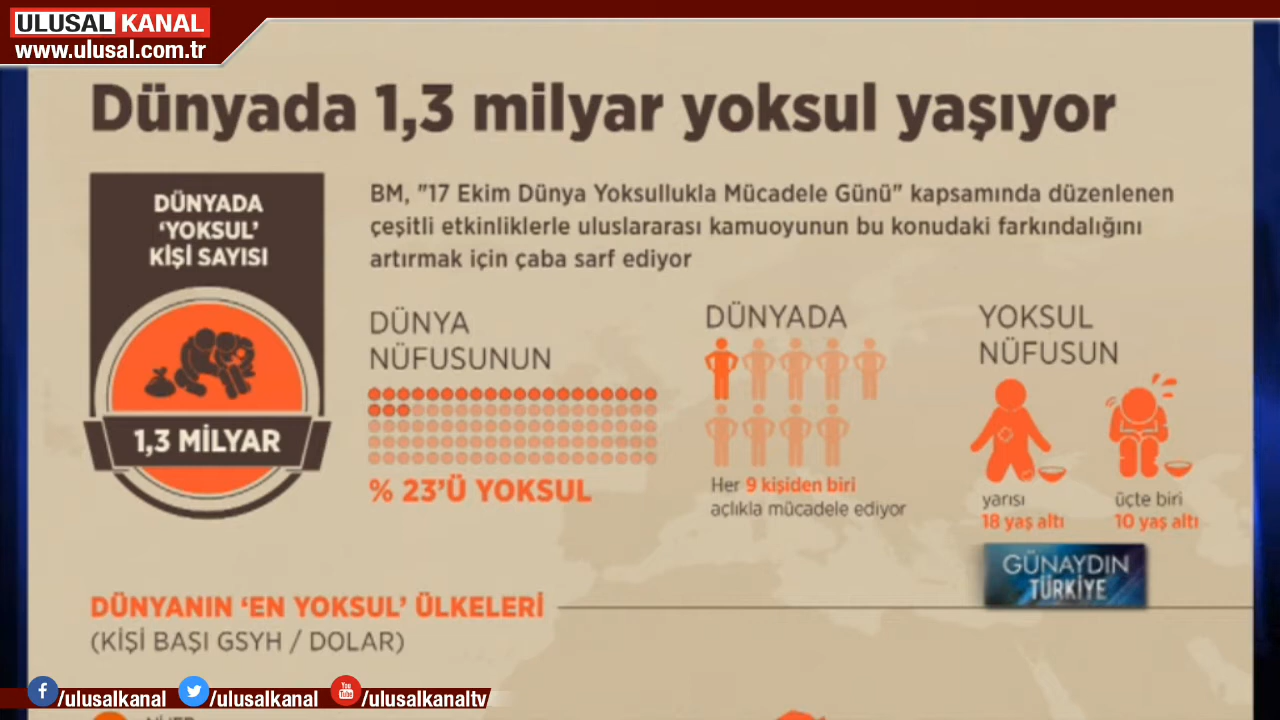 ULUSAL KANAL
www.ulusal.com.tr
Dünyada 1,3 milyar yoksul yaşıyor
DÜNYADA
‘YOKSUL’
KİŞİ SAYISI
1,3 MİLYAR
BM, "17 Ekim Dünya Yoksullukla Mücadele Günü" kapsamında düzenlenen
çeşitli etkinliklerle uluslararası kamuoyunun bu konudaki farkındalığını
artırmak için çaba sarf ediyor
DÜNYA
NÜFUSUNUN
% 23’Ü YOKSUL
DÜNYADA
Her 9 kişiden biri
açlıkla mücadele ediyor
YOKSUL
NÜFUSUN
yarısı
18 yaş altı
üçte biri
10 yaş altı
GÜNAYDIN
TÜRKİYE
DÜNYANIN ‘EN YOKSUL’ ÜLKELERİ
(KİŞİ BAŞI GSYH / DOLAR)
/ulusalkanal
/ulusalkanal
You Tube
/ulusalkanaltv